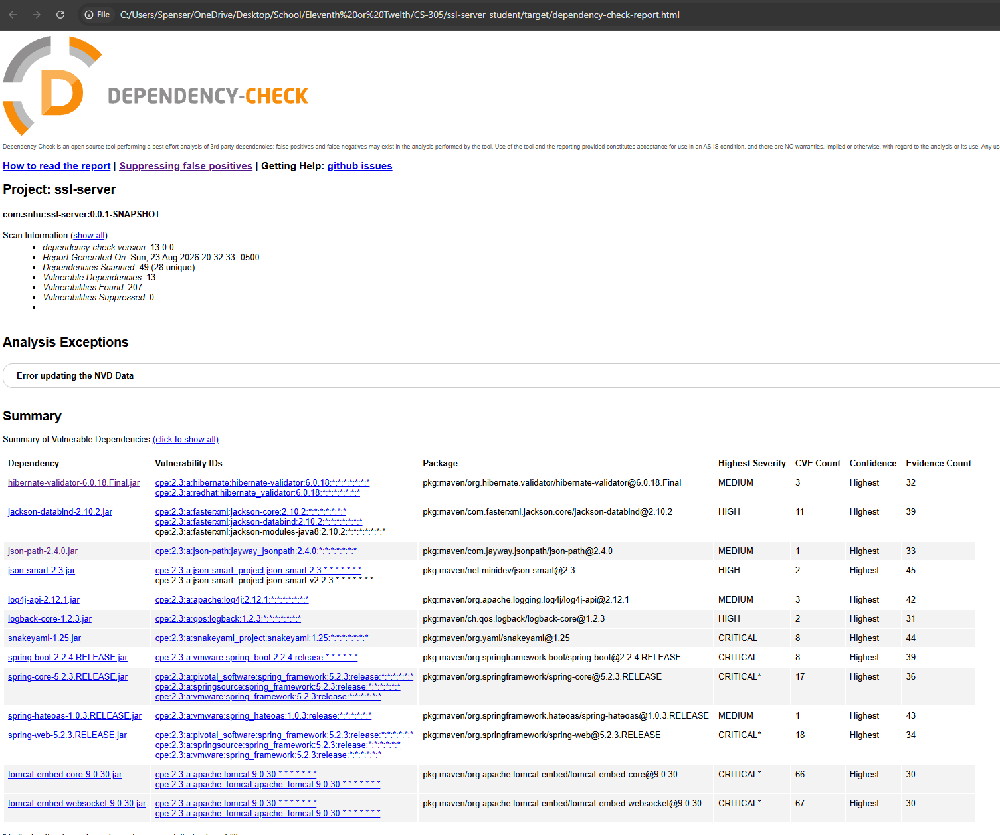 File C:/Users/Spenser/OneDrive/Desktop/School/Eleventh%20or%20Twelth/CS-305/ssl-server_student/target/dependency-check-report.html
D DEPENDENCY-CHECK
Dependency-Check is an open source tool performing a best effort analysis of 3rd party dependencies; false positives and false negatives may exist in the analysis performed by the tool. Use of the tool and the reporting provided constitutes acceptance for use in an AS IS condition, and there are NO warranties, implied or otherwise, with regard to the analysis or its use. Any us
How to read the report | Suppressing false positives | Getting Help: github issues
Project: ssl-server
com.snhu:ssl-server:0.0.1-SNAPSHOT
Scan Information (show all):
• dependency-check version: 13.0.0
• Report Generated On: Sun, 23 Aug 2026 20:32:33 -0500
• Dependencies Scanned: 49 (28 unique)
• Vulnerable Dependencies: 13
• Vulnerabilities Found: 207
• Vulnerabilities Suppressed: 0
• ...
Analysis Exceptions
Error updating the NVD Data
Summary
Summary of Vulnerable Dependencies (click to show all)
Dependency Vulnerability IDs Package Highest Severity CVE Count Confidence Evidence Count
hibernate-validator-6.0.18.Final.jar cpe:2.3:a:hibernate:hibernate-validator:6.0.18:*:*:*:*:*:*:* pkg:maven/org.hibernate.validator/hibernate-validator@6.0.18.Final MEDIUM 3 Highest 32
cpe:2.3:a:redhat:hibernate_validator:6.0.18:*:*:*:*:*:*:*
jackson-databind-2.10.2.jar cpe:2.3:a:fasterxml:jackson-core:2.10.2:*:*:*:*:*:*:* pkg:maven/com.fasterxml.jackson.core/jackson-databind@2.10.2 HIGH 11 Highest 39
cpe:2.3:a:fasterxml:jackson-databind:2.10.2:*:*:*:*:*:*:*
cpe:2.3:a:fasterxml:jackson-modules-java8:2.10.2:*:*:*:*:*:*:*
json-path-2.4.0.jar cpe:2.3:a:json-path:jayway_jsonpath:2.4.0:*:*:*:*:*:*:* pkg:maven/com.jayway.jsonpath/json-path@2.4.0 MEDIUM 1 Highest 33
json-smart-2.3.jar cpe:2.3:a:json-smart_project:json-smart:2.3:*:*:*:*:*:*:* pkg:maven/net.minidev/json-smart@2.3 HIGH 2 Highest 45
cpe:2.3:a:json-smart_project:json-smart-v2:2.3:*:*:*:*:*:*:*
log4j-api-2.12.1.jar cpe:2.3:a:apache:log4j:2.12.1:*:*:*:*:*:*:* pkg:maven/org.apache.logging.log4j/log4j-api@2.12.1 MEDIUM 3 Highest 42
logback-core-1.2.3.jar cpe:2.3:a:qos:logback:1.2.3:*:*:*:*:*:*:* pkg:maven/ch.qos.logback/logback-core@1.2.3 HIGH 2 Highest 31
snakeyaml-1.25.jar cpe:2.3:a:snakeyaml_project:snakeyaml:1.25:*:*:*:*:*:*:* pkg:maven/org.yaml/snakeyaml@1.25 CRITICAL 8 Highest 44
spring-boot-2.2.4.RELEASE.jar cpe:2.3:a:vmware:spring_boot:2.2.4:release:*:*:*:*:*:* pkg:maven/org.springframework.boot/spring-boot@2.2.4.RELEASE CRITICAL 8 Highest 39
spring-core-5.2.3.RELEASE.jar cpe:2.3:a:pivotal_software:spring_framework:5.2.3:release:*:*:*:*:*:* pkg:maven/org.springframework/spring-core@5.2.3.RELEASE CRITICAL* 17 Highest 36
cpe:2.3:a:springsource:spring_framework:5.2.3:release:*:*:*:*:*:*
cpe:2.3:a:vmware:spring_framework:5.2.3:release:*:*:*:*:*:*
spring-hateoas-1.0.3.RELEASE.jar cpe:2.3:a:vmware:spring_hateoas:1.0.3:release:*:*:*:*:*:* pkg:maven/org.springframework.hateoas/spring-hateoas@1.0.3.RELEASE MEDIUM 1 Highest 43
spring-web-5.2.3.RELEASE.jar cpe:2.3:a:pivotal_software:spring_framework:5.2.3:release:*:*:*:*:*:* pkg:maven/org.springframework/spring-web@5.2.3.RELEASE CRITICAL* 18 Highest 34
cpe:2.3:a:springsource:spring_framework:5.2.3:release:*:*:*:*:*:*
cpe:2.3:a:vmware:spring_framework:5.2.3:release:*:*:*:*:*:*
tomcat-embed-core-9.0.30.jar cpe:2.3:a:apache:tomcat:9.0.30:*:*:*:*:*:*:* pkg:maven/org.apache.tomcat.embed/tomcat-embed-core@9.0.30 CRITICAL* 66 Highest 30
cpe:2.3:a:apache_tomcat:apache_tomcat:9.0.30:*:*:*:*:*:*:*
tomcat-embed-websocket-9.0.30.jar cpe:2.3:a:apache:tomcat:9.0.30:*:*:*:*:*:*:* pkg:maven/org.apache.tomcat.embed/tomcat-embed-websocket@9.0.30 CRITICAL* 67 Highest 30
cpe:2.3:a:apache_tomcat:apache_tomcat:9.0.30:*:*:*:*:*:*:*